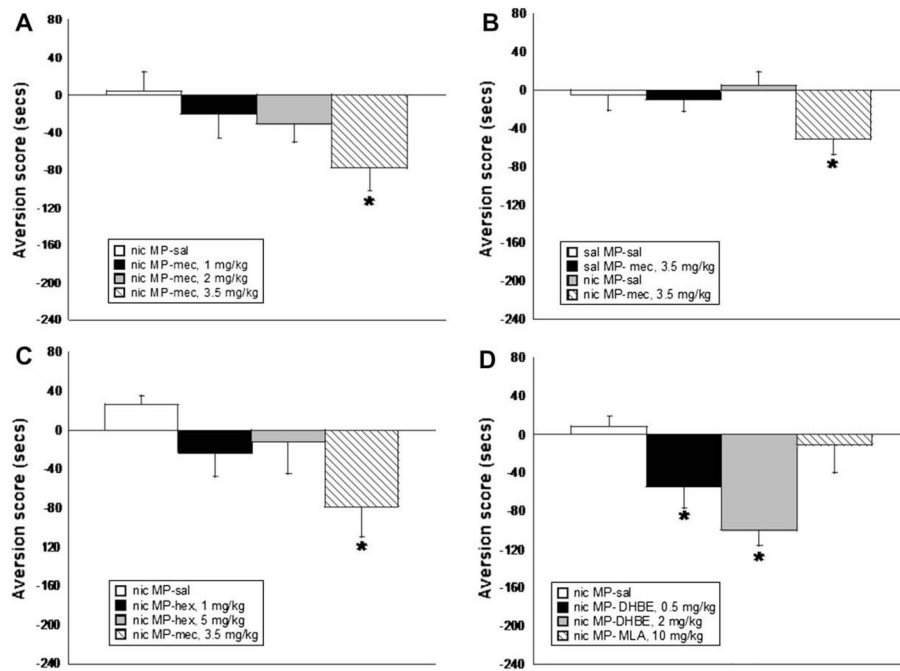 A
Aversion score (secs)
80
40
0
-40
-80
-120
-160
-200
-240
*
nic MP-sal
nic MP-mec, 1 mg/kg
nic MP-mec, 2 mg/kg
nic MP-mec, 3.5 mg/kg
B
Aversion score (secs)
80
40
0
-40
-80
-120
-160
-200
-240
*
sal MP-sal
sal MP- mec, 3.5 mg/kg
nic MP-sal
nic MP-mec, 3.5 mg/kg
C
Aversion score (secs)
80
40
0
-40
-80
120
-160
-200
-240
*
nic MP-sal
nic MP-hex, 1 mg/kg
nic MP-hex, 5 mg/kg
nic MP-mec, 3.5 mg/kg
D
Aversion score (secs)
80
40
0
-40
-80
-120
-160
-200
-240
*
*
nic MP-sal
nic MP- DHBE, 0.5 mg/kg
nic MP-DHBE, 2 mg/kg
nic MP- MLA, 10 mg/kg